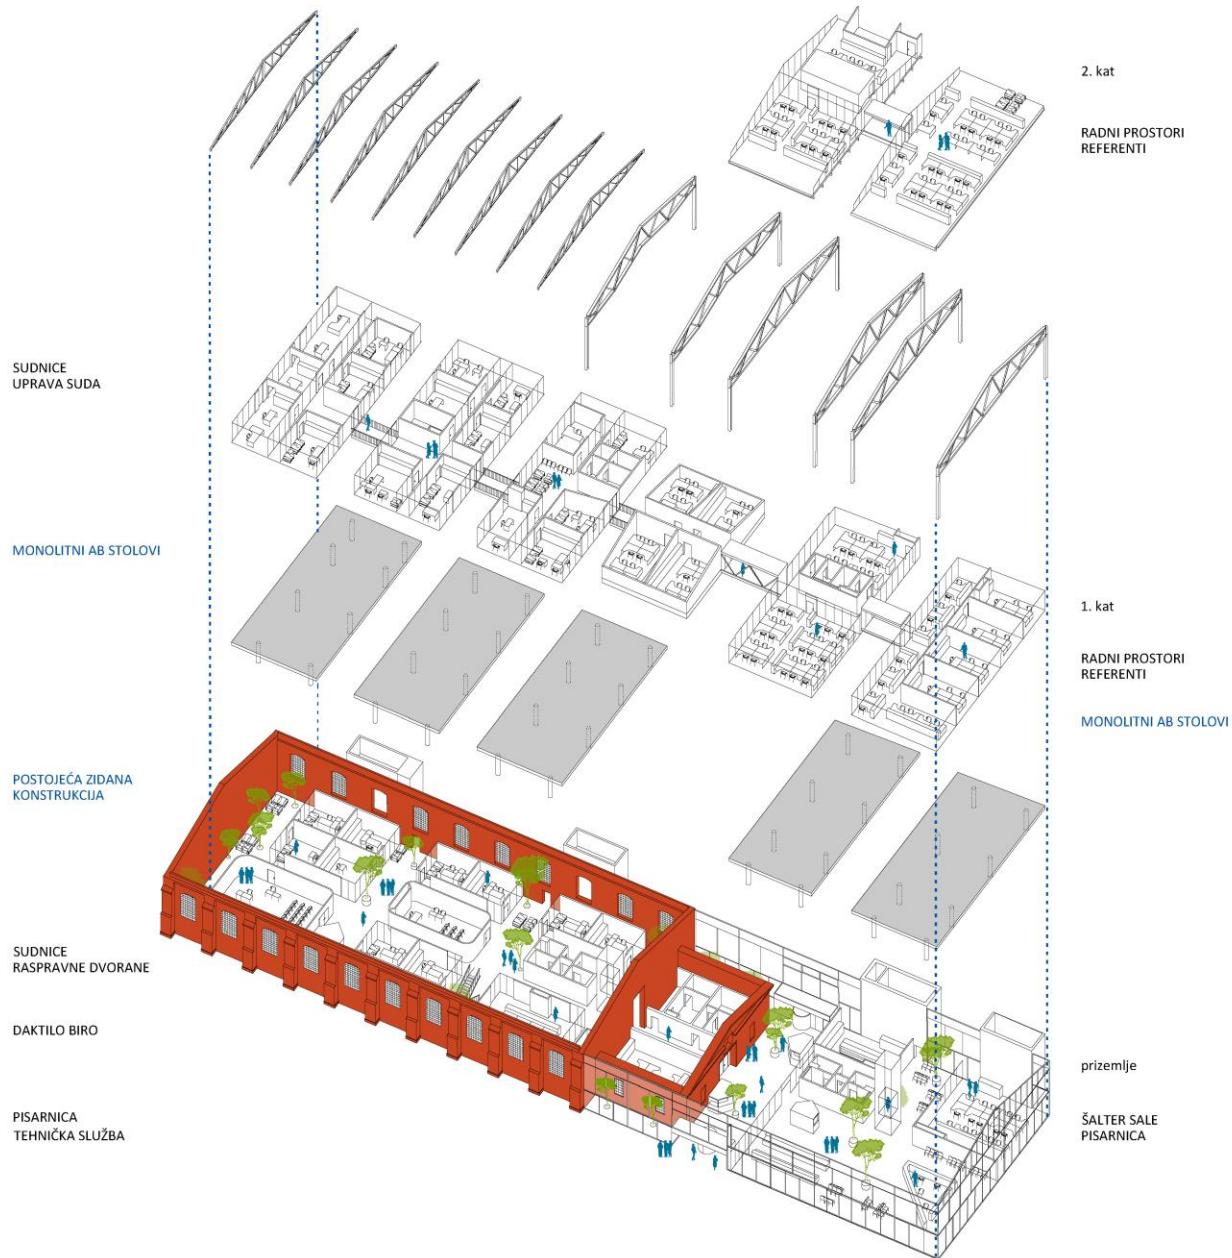 2. kat
RADNI PROSTORI
REFERENTI
SUDNICE
UPRAVA SUDA
MONOLITNI AB STOLOVI
1. kat
RADNI PROSTORI
REFERENTI
MONOLITNI AB STOLOVI
POSTOJEĆA ZIDANA
KONSTRUKCIJA
SUDNICE
RASPRAVNE DVORANE
DAKTILO BIRO
prizemlje
PISARNICA
TEHNIČKA SLUŽBA
ŠALTER SALE
PISARNICA